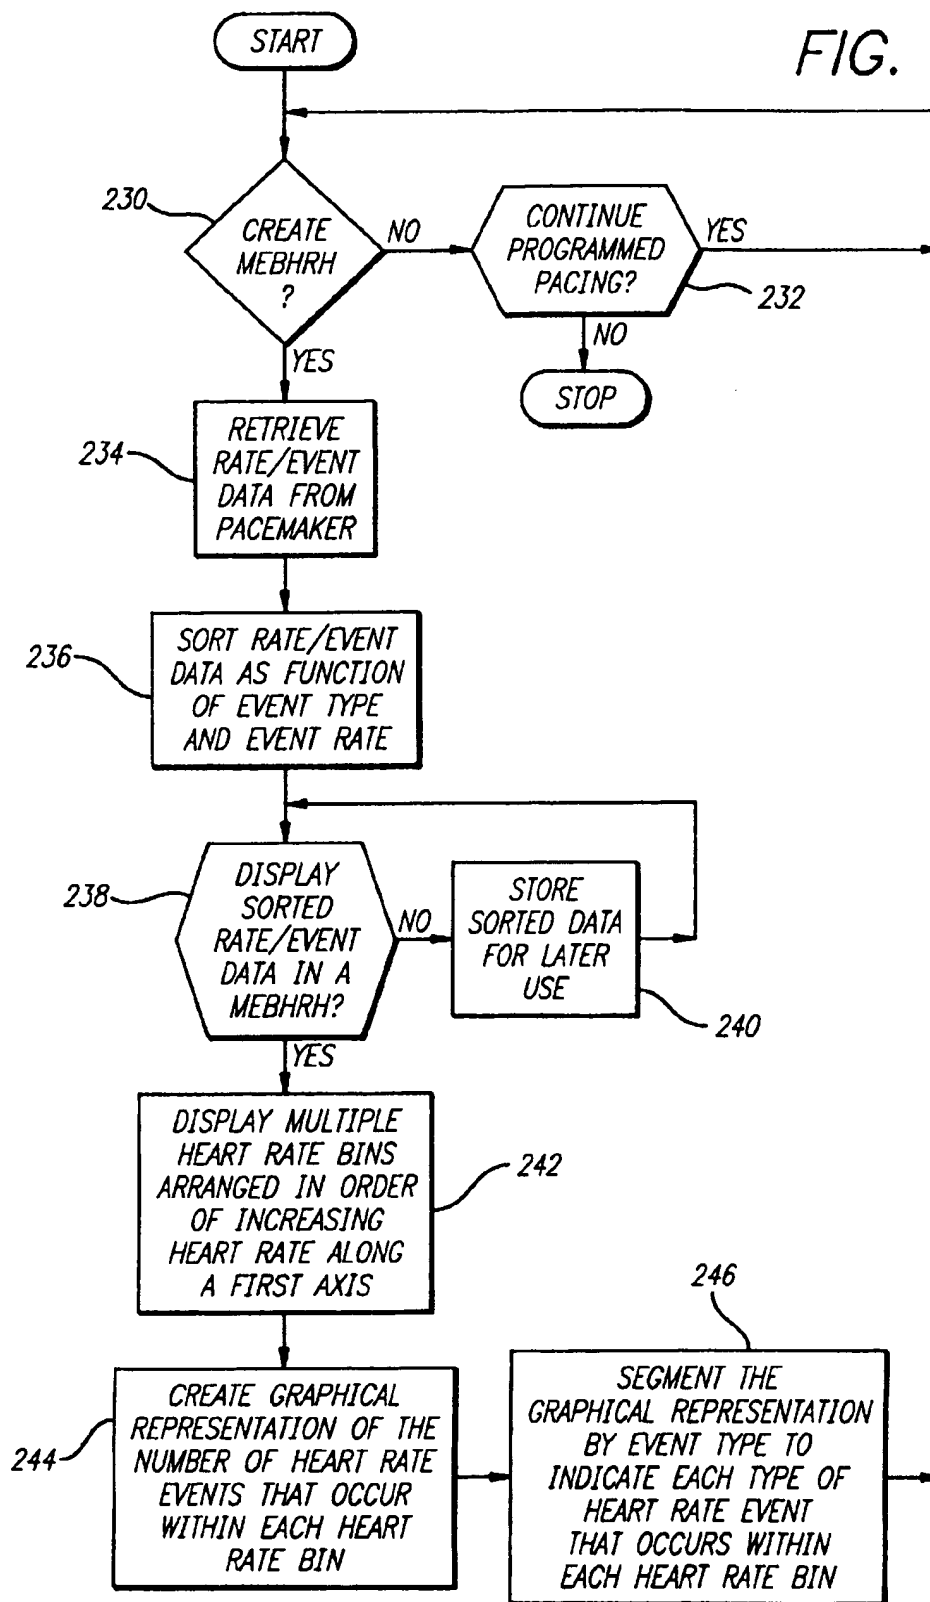 START
FIG.
230
CREATE
MEBHRH
?
NO
CONTINUE
PROGRAMMED
PACING?
YES
232
NO
STOP
YES
234
RETRIEVE
RATE/EVENT
DATA FROM
PACEMAKER
236
SORT RATE/EVENT
DATA AS FUNCTION
OF EVENT TYPE
AND EVENT RATE
238
DISPLAY
SORTED
RATE/EVENT
DATA IN A
MEBHRH?
NO
STORE
SORTED DATA
FOR LATER
USE
240
YES
DISPLAY MULTIPLE
HEART RATE BINS
ARRANGED IN ORDER
OF INCREASING
HEART RATE ALONG
A FIRST AXIS
242
244
CREATE GRAPHICAL
REPRESENTATION OF THE
NUMBER OF HEART RATE
EVENTS THAT OCCUR
WITHIN EACH HEART
RATE BIN
246
SEGMENT THE
GRAPHICAL REPRESENTATION
BY EVENT TYPE TO
INDICATE EACH TYPE OF
HEART RATE EVENT
THAT OCCURS WITHIN
EACH HEART RATE BIN